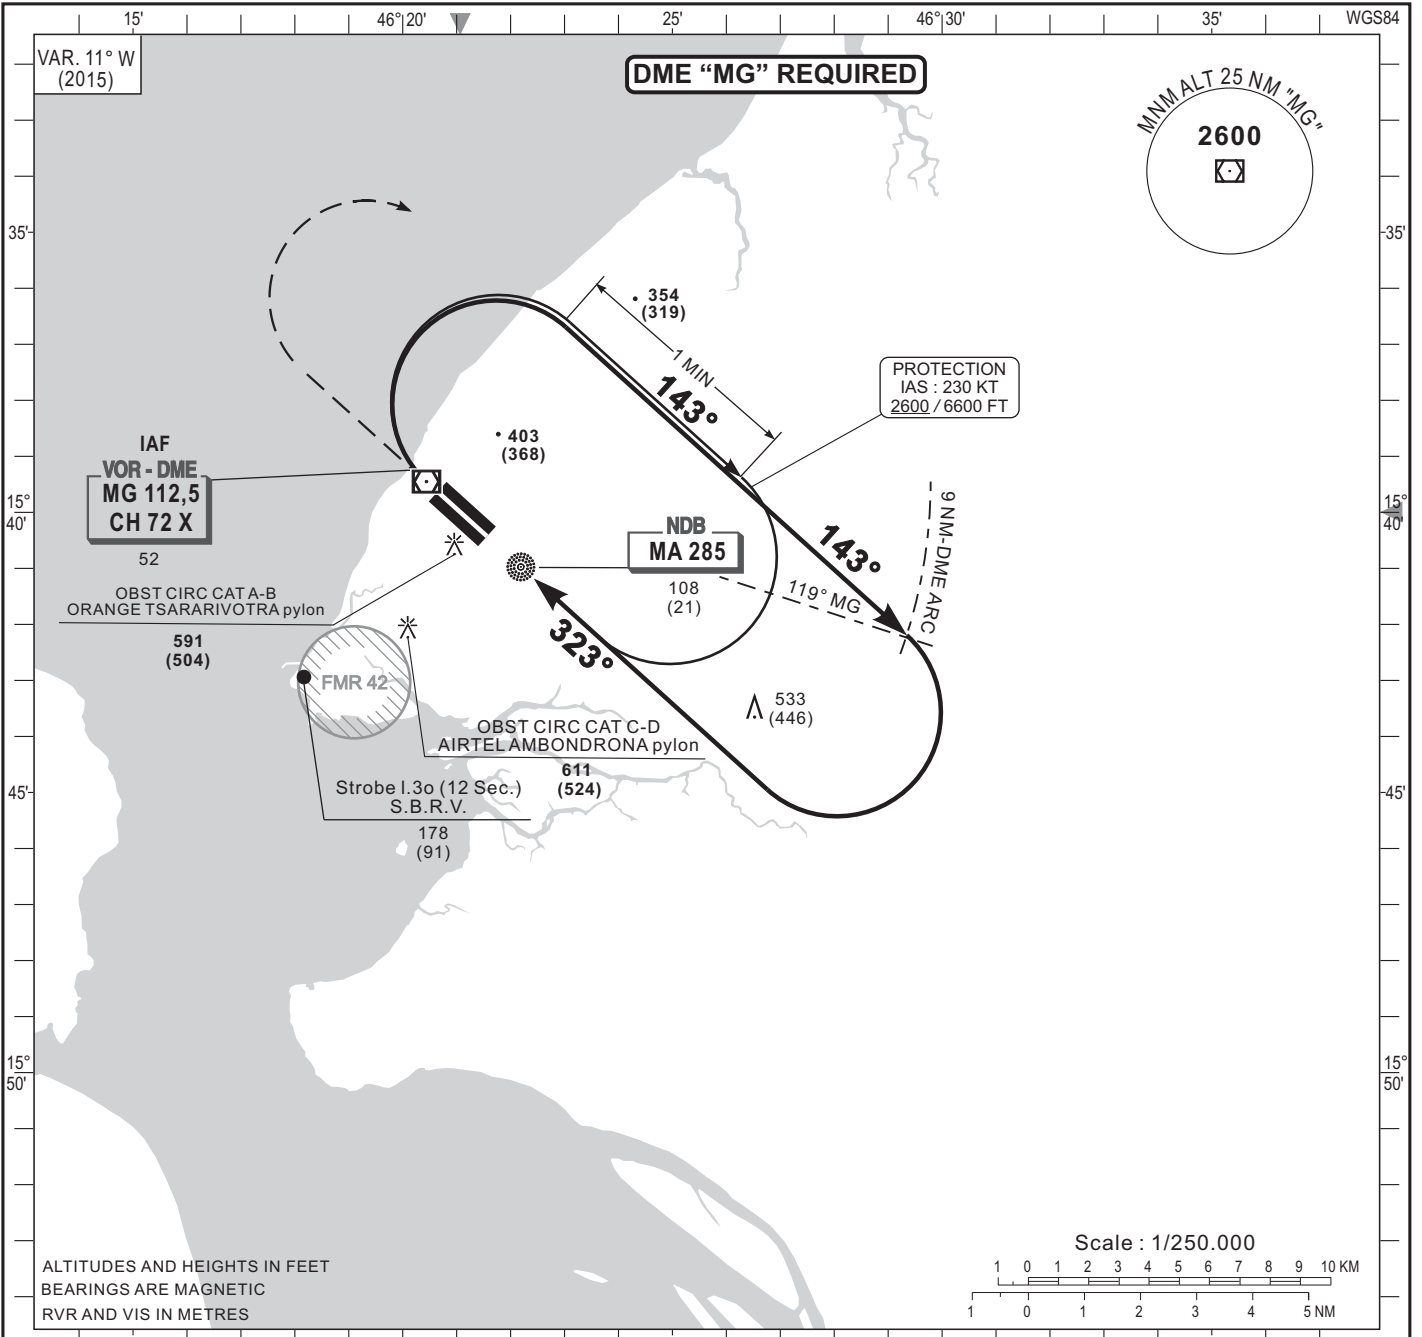 15'
46°20'
25'
46°30'
35'
WGS84
VAR. 11° W
(2015)
DME "MG" REQUIRED
MNM ALT 25 NM "MG"
2600
35'
35'
354
(319)
1 MIN
143°
PROTECTION
IAS : 230 KT
2600 / 6600 FT
403
(368)
IAF
VOR - DME
MG 112,5
CH 72 X
52
15°
40'
15°
40'
NDB
MA 285
108
(21)
143°
9 NM-DME ARC
119° MG
OBST CIRC CAT A-B
ORANGE TSARARIVOTRA pylon
591
(504)
323°
FMR 42
533
(446)
OBST CIRC CAT C-D
AIRTEL AMBONDRONA pylon
611
(524)
Strobe I.3o (12 Sec.)
S.B.R.V.
178
(91)
45'
45'
15°
50'
15°
50'
ALTITUDES AND HEIGHTS IN FEET
BEARINGS ARE MAGNETIC
RVR AND VIS IN METRES
Scale : 1/250.000
1 0 1 2 3 4 5 6 7 8 9 10 KM
1 0 1 2 3 4 5 NM